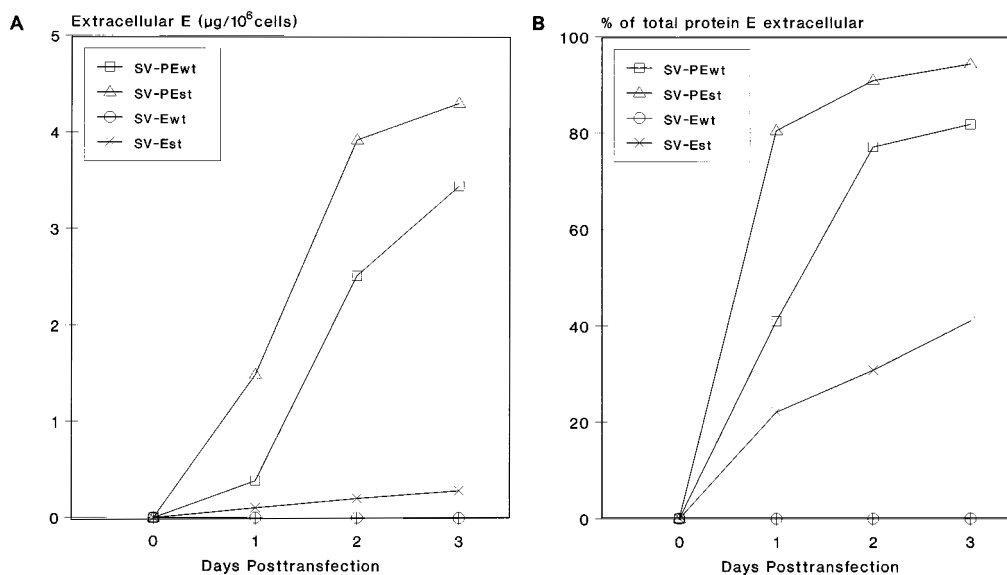 A Extracellular E (µg/10⁶cells)
5
4
3
2
1
0
SV-PEwt
SV-PEst
SV-Ewt
SV-Est
0 1 2 3
Days Posttransfection
B % of total protein E extracellular
100
80
60
40
20
0
SV-PEwt
SV-PEst
SV-Ewt
SV-Est
0 1 2 3
Days Posttransfection